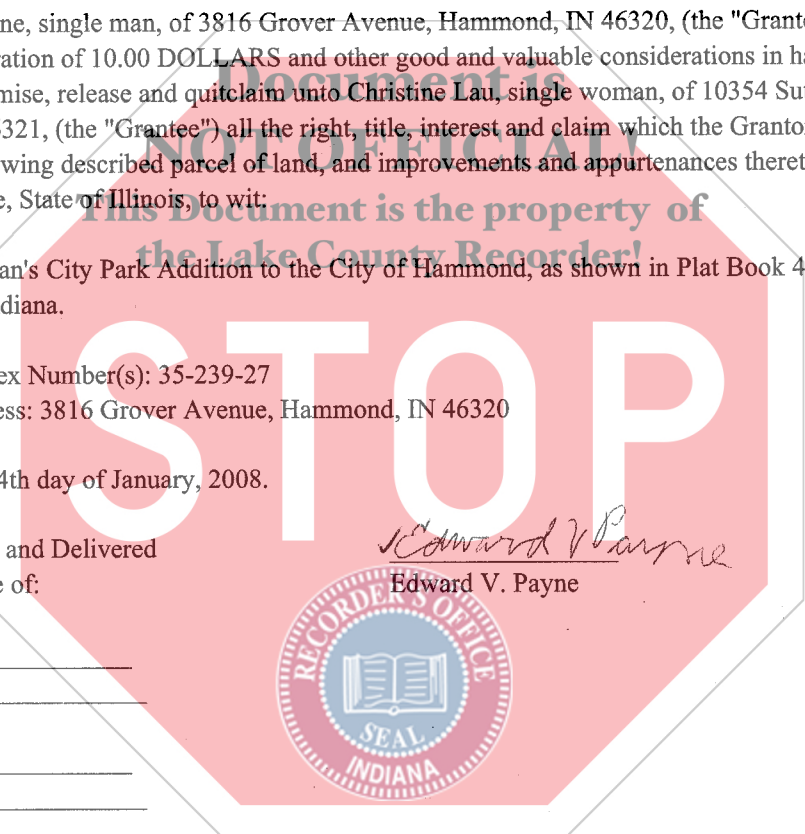 ne, single man, of 3816 Grover Avenue, Hammond, IN 46320, (the "Grant
ration of 10.00 DOLLARS and other good and valuable considerations in ha
Document is
mise, release and quitclaim unto Christine Lau, single woman, of 10354 Su
321, (the "Grantee") all the right, title, interest and claim which the Granto
NOT OFFICIAL!
wing described parcel of land, and improvements and appurtenances theret
e, State of Illinois, to wit:
This Document is the property of
the Lake County Recorder!
an's City Park Addition to the City of Hammond, as shown in Plat Book 4
diana.
STOP
ex Number(s): 35-239-27
ess: 3816 Grover Avenue, Hammond, IN 46320
4th day of January, 2008.
Edward V Payne
and Delivered
e of:
Edward V. Payne
RECORDER'S OFFICE
SEAL
INDIANA